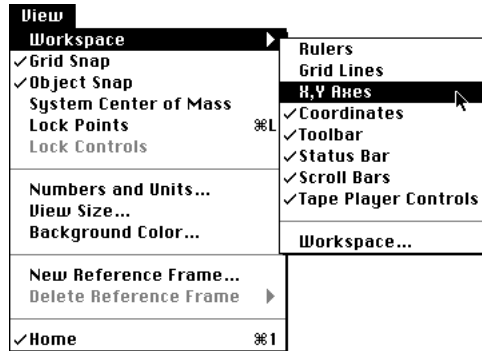 View
Workspace
✓Grid Snap
✓Object Snap
System Center of Mass
Lock Points ⌘L
Lock Controls
Numbers and Units...
View Size...
Background Color...
New Reference Frame...
Delete Reference Frame
✓Home ⌘1
Rulers
Grid Lines
X,Y Axes
✓Coordinates
✓Toolbar
✓Status Bar
✓Scroll Bars
✓Tape Player Controls
Workspace...